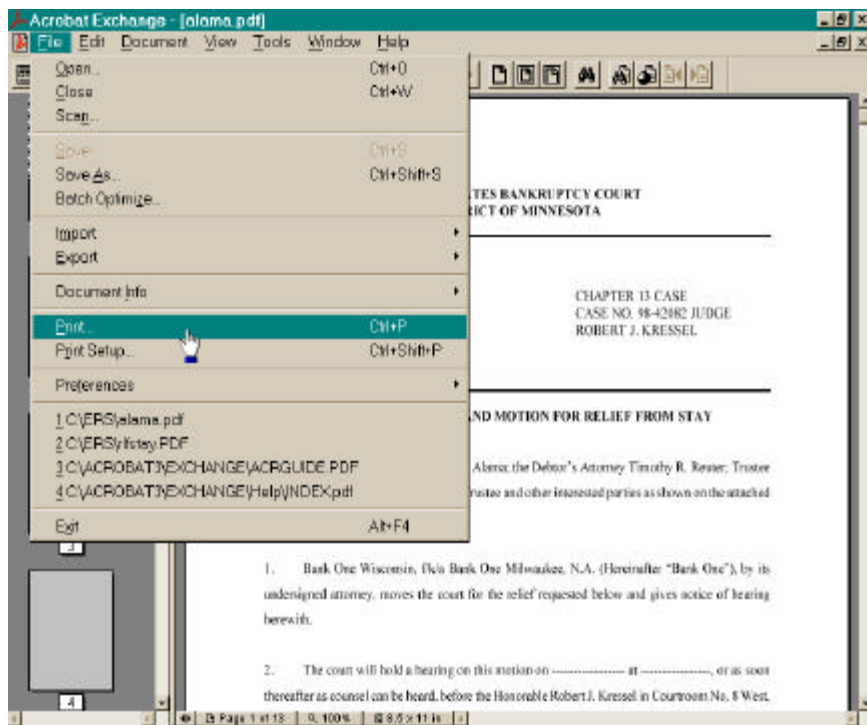 Acrobat Exchange - [alama.pdf]
File Edit Document View Tools Window Help
Open... Ctrl+O
Close Ctrl+W
Scan...
Save Ctrl+S
Save As... Ctrl+Shift+S
Batch Optimize...
Import
Export
Document Info
Print... Ctrl+P
Print Setup... Ctrl+Shift+P
Preferences
1 C:\ERS\alama.pdf
2 C:\ERS\rlfstay.PDF
3 C:\ACROBAT3\EXCHANGE\ACRGUIDE.PDF
4 C:\ACROBAT3\EXCHANGE\Help\INDEX.pdf
Exit Alt+F4
TES BANKRUPTCY COURT
RICT OF MINNESOTA
CHAPTER 13 CASE
CASE NO. 98-42082 JUDGE
ROBERT J. KRESSEL
AND MOTION FOR RELIEF FROM STAY
Alama; the Debtor's Attorney Timothy R. Reuter; Trustee
rustee and other interested parties as shown on the attached
1. Bank One Wisconsin, f/k/a Bank One Milwaukee, N.A. (Hereinafter "Bank One"), by its
undersigned attorney, moves the court for the relief requested below and gives notice of hearing
herewith.
2. The court will hold a hearing on this motion on ------------------ at ------------------, or as soon
thereafter as counsel can be heard, before the Honorable Robert J. Kressel in Courtroom No. 8 West,
3
4
Page 1 of 13 100% 8.5 x 11 in